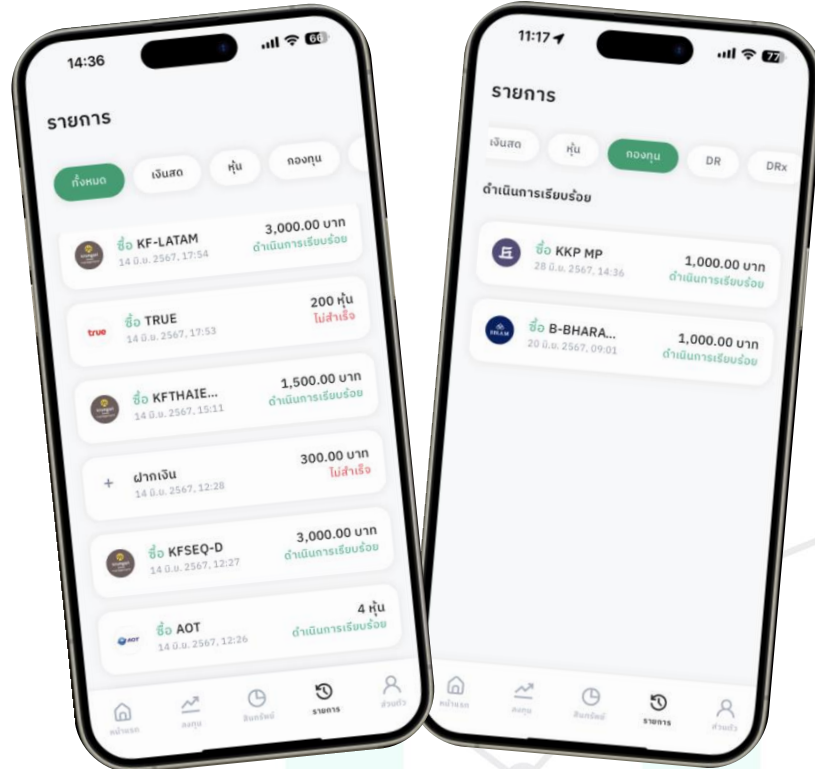 14:36
66
รายการ
ทั้งหมด
เงินสด
หุ้น
กองทุน
ซื้อ KF-LATAM
3,000.00 บาท
14 มิ.ย. 2567, 17:54
ดำเนินการเรียบร้อย
true
ซื้อ TRUE
200 หุ้น
14 มิ.ย. 2567, 17:53
ไม่สำเร็จ
ซื้อ KFTHAIE...
1,500.00 บาท
14 มิ.ย. 2567, 15:11
ดำเนินการเรียบร้อย
+ ฝากเงิน
300.00 บาท
14 มิ.ย. 2567, 12:28
ไม่สำเร็จ
ซื้อ KFSEQ-D
3,000.00 บาท
14 มิ.ย. 2567, 12:27
ดำเนินการเรียบร้อย
AOT
ซื้อ AOT
4 หุ้น
14 มิ.ย. 2567, 12:26
ดำเนินการเรียบร้อย
หน้าแรก
ลงทุน
สินทรัพย์
รายการ
ส่วนตัว
11:17
77
รายการ
เงินสด
หุ้น
กองทุน
DR
DRx
ดำเนินการเรียบร้อย
ซื้อ KKP MP
1,000.00 บาท
28 มิ.ย. 2567, 14:36
ดำเนินการเรียบร้อย
ซื้อ B-BHARA...
1,000.00 บาท
20 มิ.ย. 2567, 09:01
ดำเนินการเรียบร้อย
หน้าแรก
ลงทุน
สินทรัพย์
รายการ
ส่วนตัว